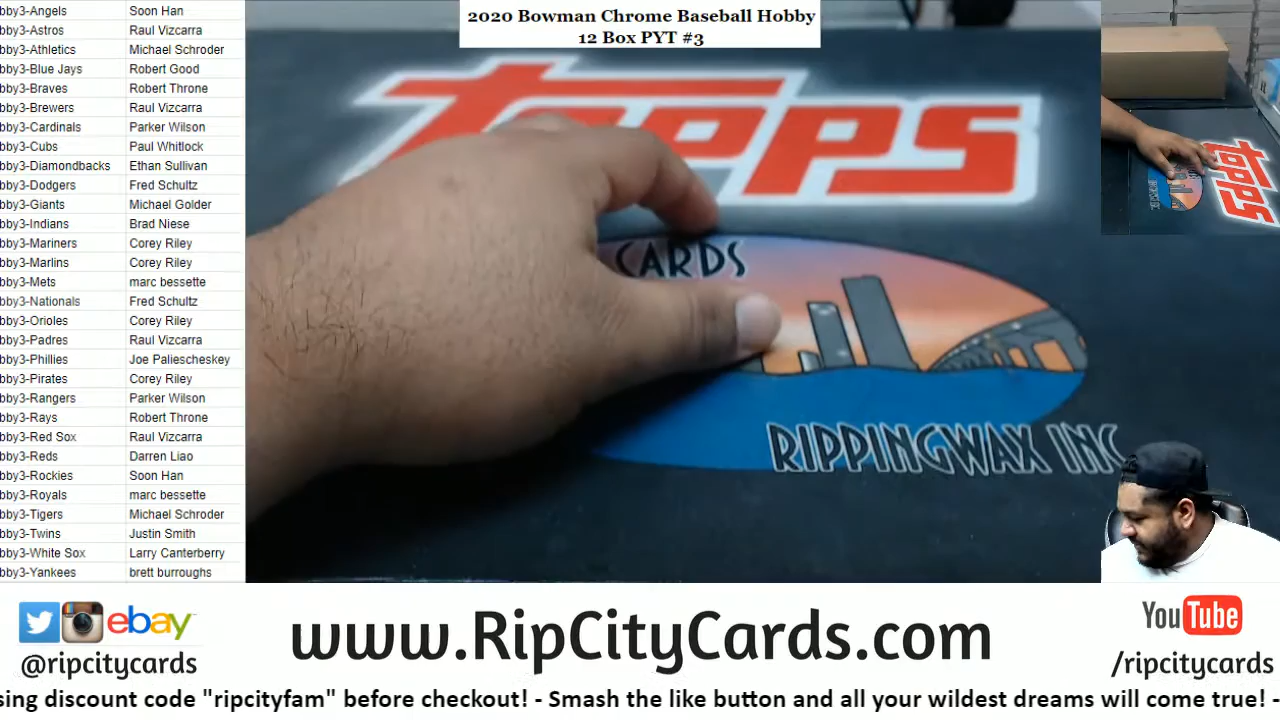 2020 Bowman Chrome Baseball Hobby
12 Box PYT #3
bby3-Angels Soon Han
bby3-Astros Raul Vizcarra
bby3-Athletics Michael Schroder
bby3-Blue Jays Robert Good
bby3-Braves Robert Throne
bby3-Brewers Raul Vizcarra
bby3-Cardinals Parker Wilson
bby3-Cubs Paul Whitlock
bby3-Diamondbacks Ethan Sullivan
bby3-Dodgers Fred Schultz
bby3-Giants Michael Golder
bby3-Indians Brad Niese
bby3-Mariners Corey Riley
bby3-Marlins Corey Riley
bby3-Mets marc bessette
bby3-Nationals Fred Schultz
bby3-Orioles Corey Riley
bby3-Padres Raul Vizcarra
bby3-Phillies Joe Paliescheskey
bby3-Pirates Corey Riley
bby3-Rangers Parker Wilson
bby3-Rays Robert Throne
bby3-Red Sox Raul Vizcarra
bby3-Reds Darren Liao
bby3-Rockies Soon Han
bby3-Royals marc bessette
bby3-Tigers Michael Schroder
bby3-Twins Justin Smith
bby3-White Sox Larry Canterberry
bby3-Yankees brett burroughs
topps
CARDS
RIPPINGWAX INC
topps
ebay
@ripcitycards
www.RipCityCards.com
YouTube
/ripcitycards
sing discount code "ripcityfam" before checkout! - Smash the like button and all your wildest dreams will come true! -